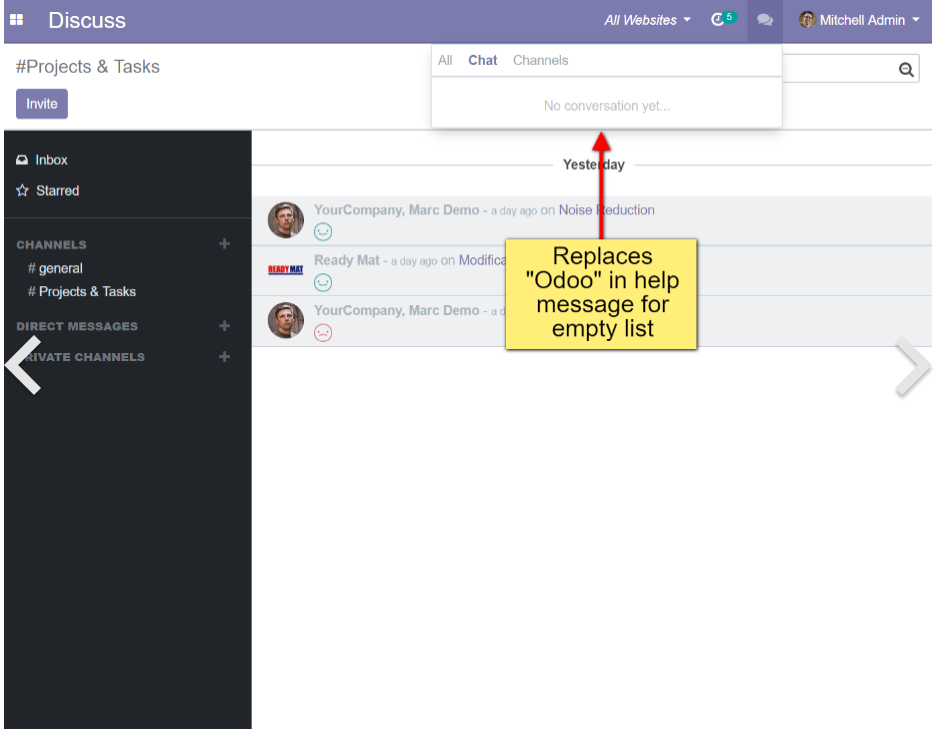 Discuss
All Websites
5
Mitchell Admin
#Projects & Tasks
All Chat Channels
Invite
No conversation yet...
Inbox
Yesterday
Starred
YourCompany, Marc Demo - a day ago on Noise Reduction
CHANNELS
# general
Ready Mat - a day ago on Modifica
READY MAT
# Projects & Tasks
Replaces
"Odoo" in help
message for
empty list
YourCompany, Marc Demo - a d
DIRECT MESSAGES
RIVATE CHANNELS